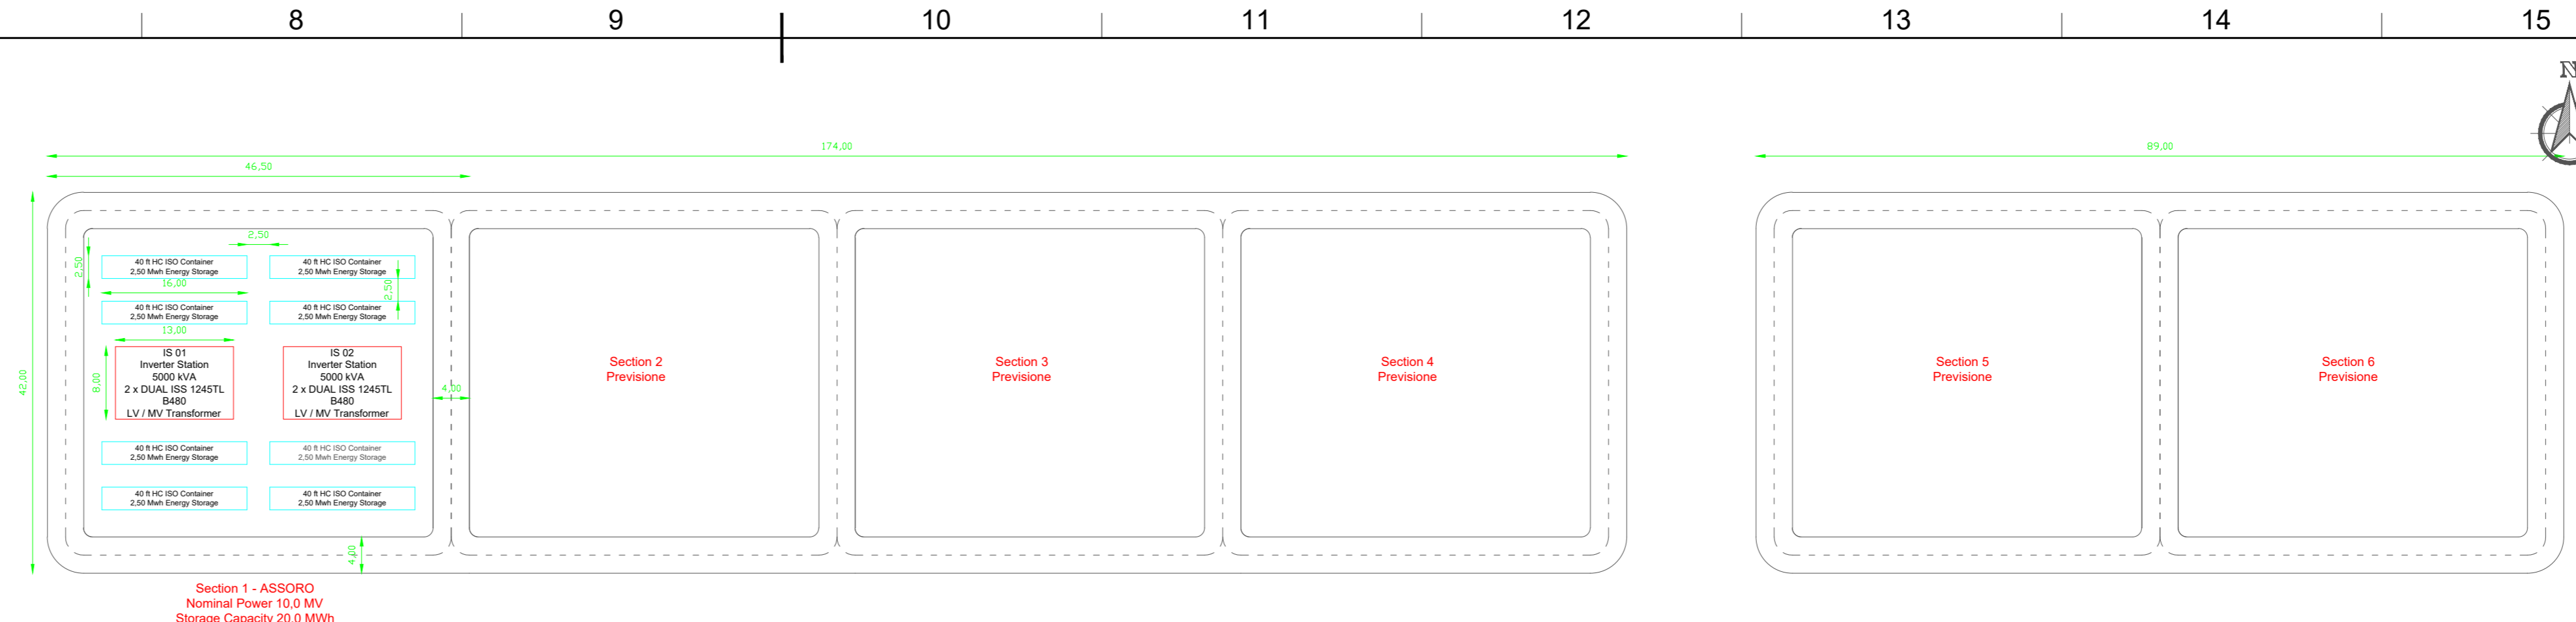 8
9
10
11
12
13
14
15
N
174,00
89,00
46,50
42,00
2,50
2,50
40 ft HC ISO Container
2,50 Mwh Energy Storage
40 ft HC ISO Container
2,50 Mwh Energy Storage
16,00
2,50
40 ft HC ISO Container
2,50 Mwh Energy Storage
40 ft HC ISO Container
2,50 Mwh Energy Storage
13,00
8,00
IS 01
Inverter Station
5000 kVA
2 x DUAL ISS 1245TL
B480
LV / MV Transformer
IS 02
Inverter Station
5000 kVA
2 x DUAL ISS 1245TL
B480
LV / MV Transformer
4,00
40 ft HC ISO Container
2,50 Mwh Energy Storage
40 ft HC ISO Container
2,50 Mwh Energy Storage
40 ft HC ISO Container
2,50 Mwh Energy Storage
40 ft HC ISO Container
2,50 Mwh Energy Storage
4,00
Section 1 - ASSORO
Nominal Power 10,0 MV
Storage Capacity 20,0 MWh
Section 2
Previsione
Section 3
Previsione
Section 4
Previsione
Section 5
Previsione
Section 6
Previsione